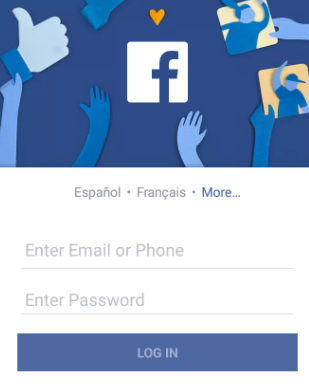 Español • Français • More...
Enter Email or Phone
Enter Password
LOG IN